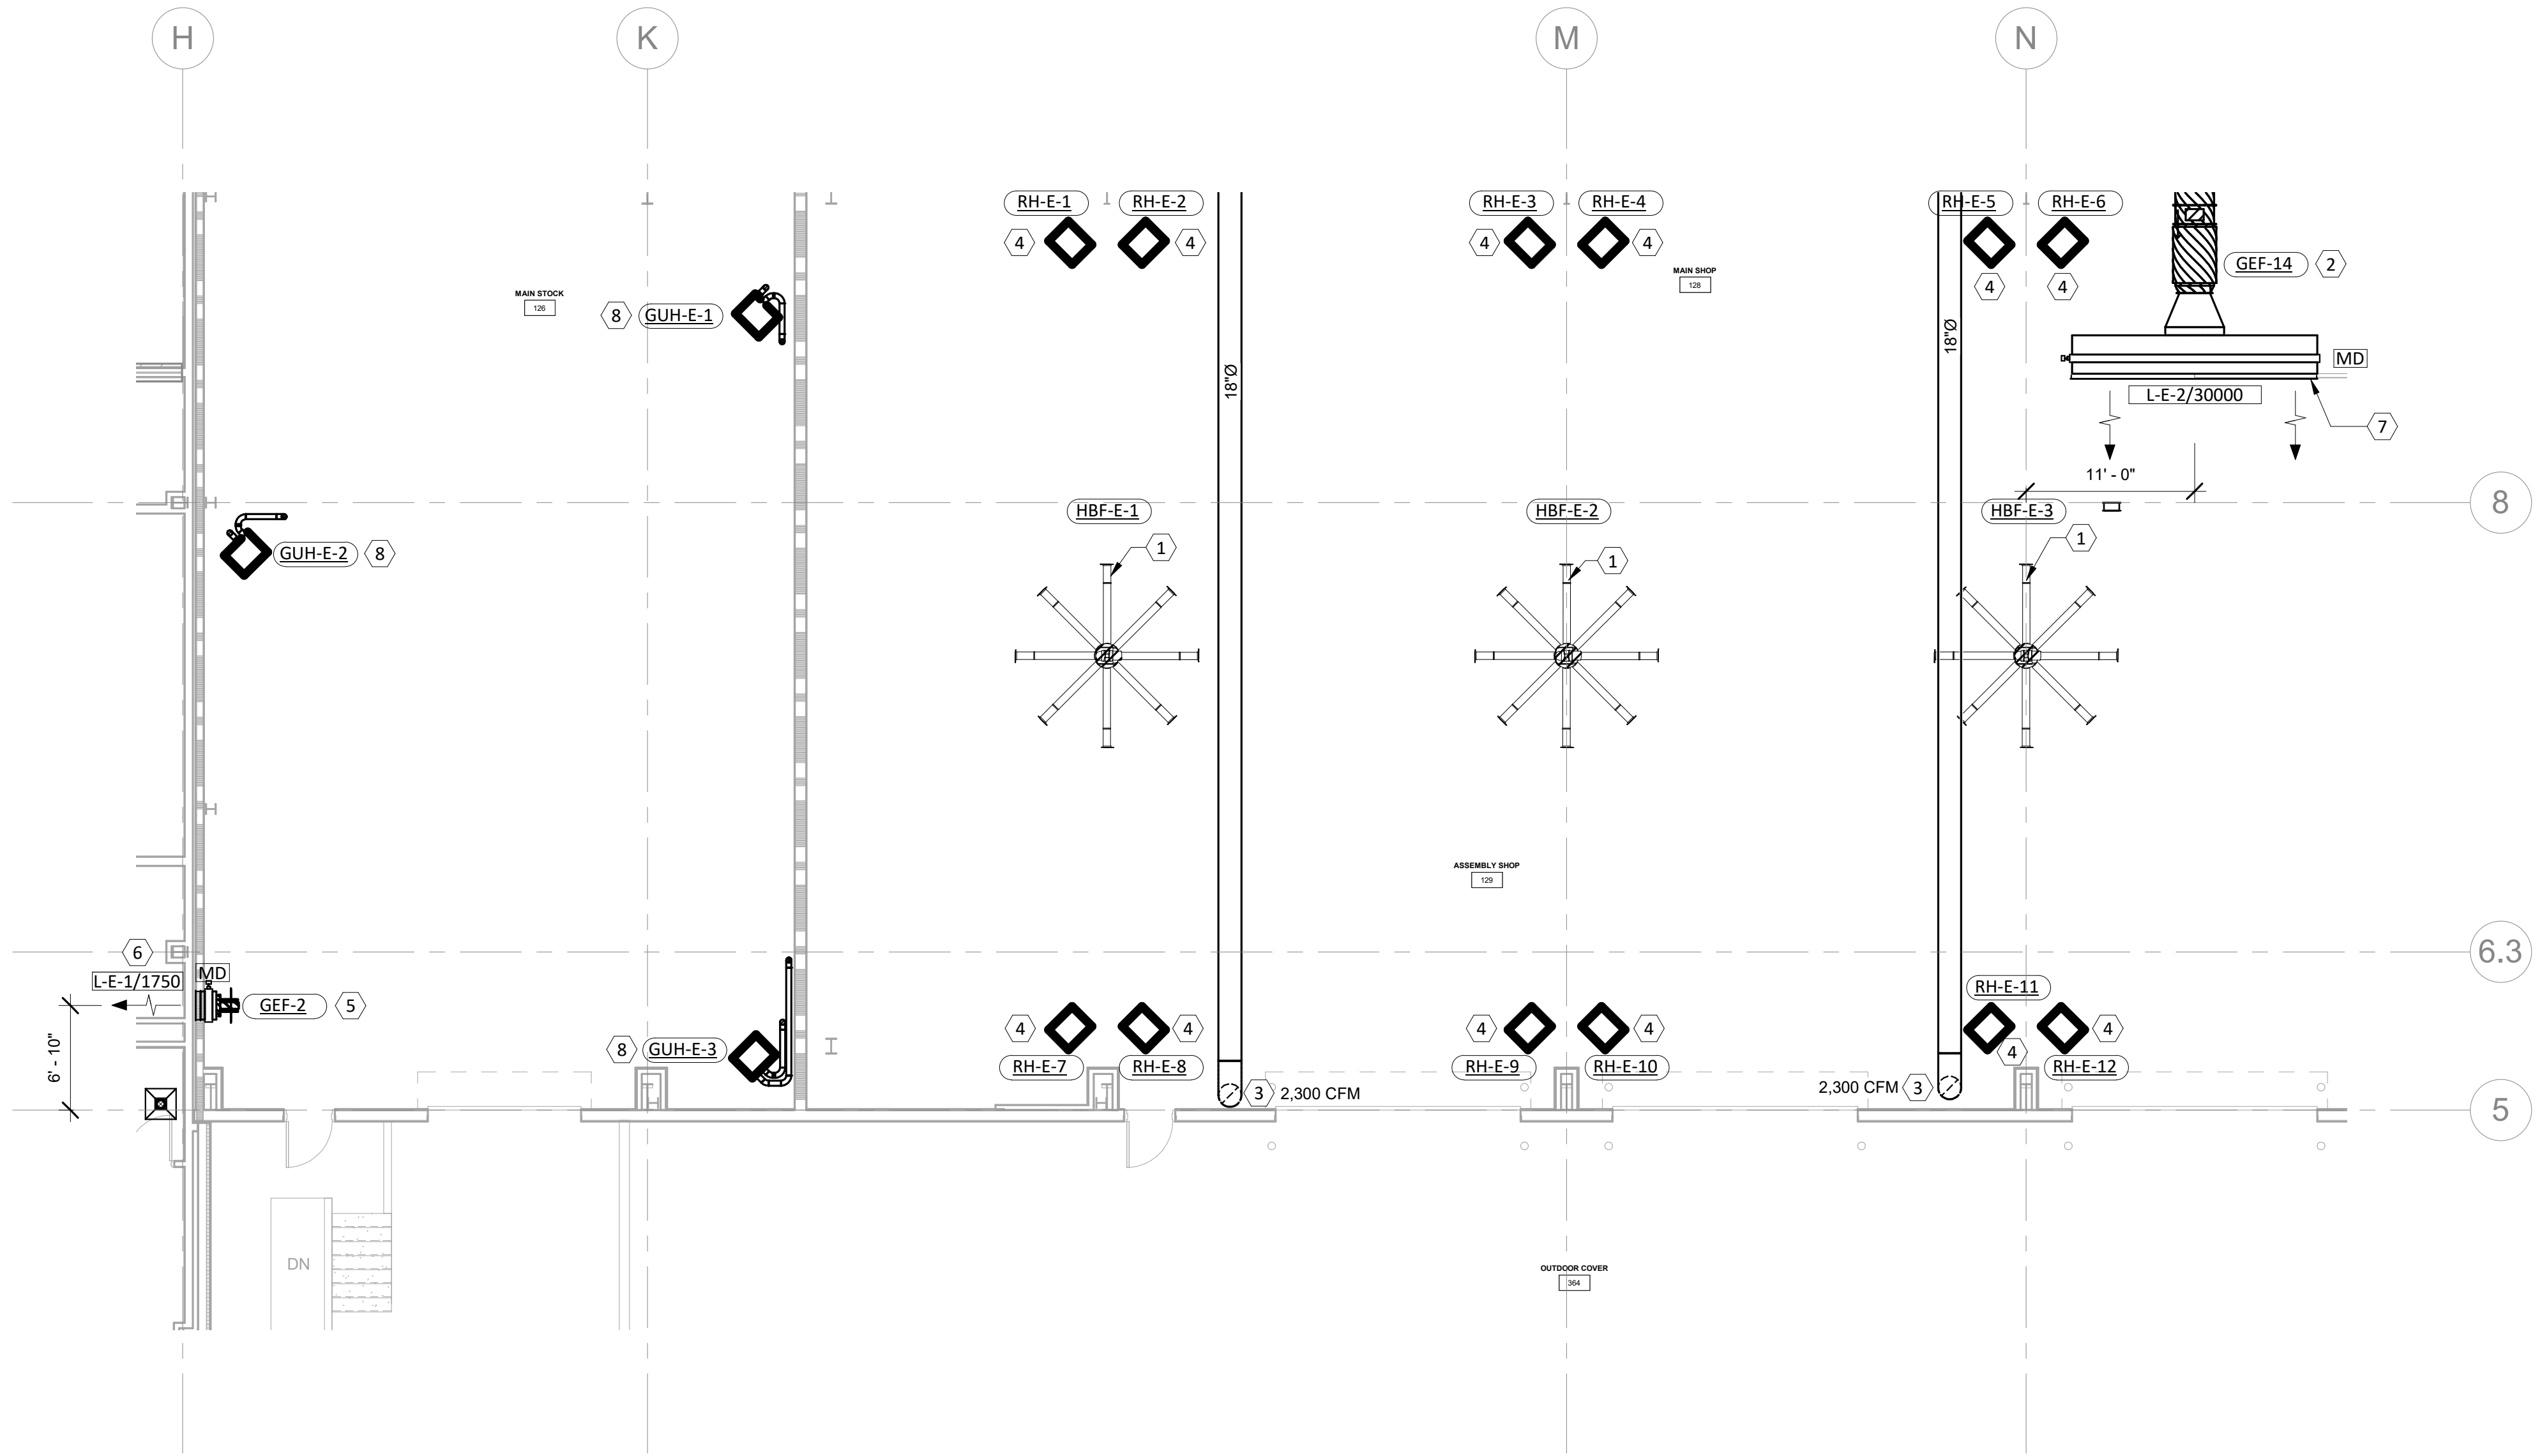 H
K
M
N
RH-E-1
RH-E-2
RH-E-3
RH-E-4
RH-E-5
RH-E-6
4
4
4
4
4
4
GEF-14
2
MAIN SHOP
128
MAIN STOCK
126
8
GUH-E-1
18"Ø
18"Ø
MD
L-E-2/30000
7
11' - 0"
8
HBF-E-1
HBF-E-2
HBF-E-3
1
1
1
GUH-E-2
8
ASSEMBLY SHOP
129
6
6.3
L-E-1/1750
MD
GEF-2
5
6' - 10"
RH-E-11
4
4
4
4
4
4
8
GUH-E-3
RH-E-7
RH-E-8
RH-E-9
RH-E-10
RH-E-12
3
2,300 CFM
2,300 CFM
3
5
DN
OUTDOOR COVER
364